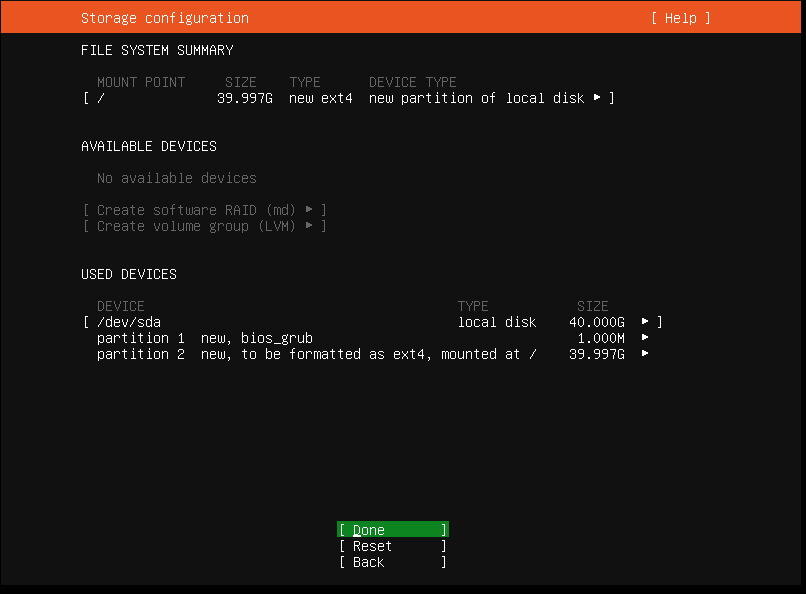 Storage configuration [ Help ]
FILE SYSTEM SUMMARY
MOUNT POINT SIZE TYPE DEVICE TYPE
[ / 39.997G new ext4 new partition of local disk ▸ ]
AVAILABLE DEVICES
No available devices
[ Create software RAID (md) ▸ ]
[ Create volume group (LVM) ▸ ]
USED DEVICES
DEVICE TYPE SIZE
[ /dev/sda local disk 40.000G ▸ ]
partition 1 new, bios_grub 1.000M ▸
partition 2 new, to be formatted as ext4, mounted at / 39.997G ▸
[ Done ]
[ Reset ]
[ Back ]